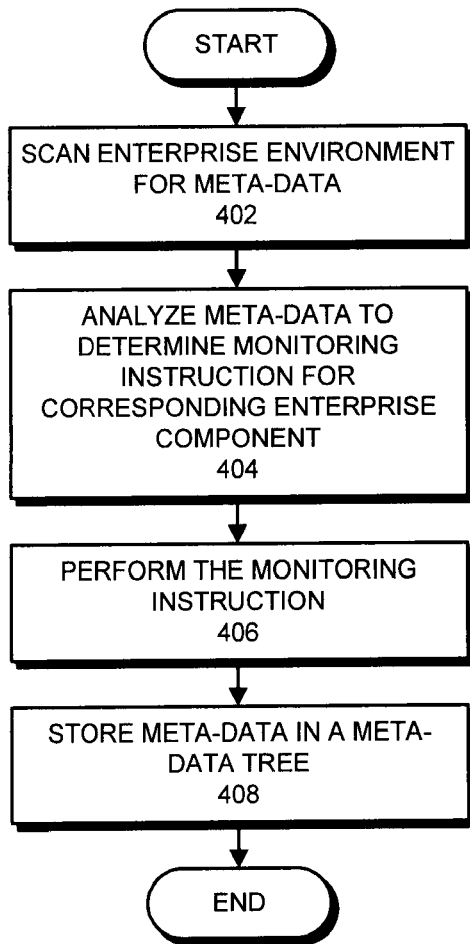 START
SCAN ENTERPRISE ENVIRONMENT
FOR META-DATA
402
ANALYZE META-DATA TO
DETERMINE MONITORING
INSTRUCTION FOR
CORRESPONDING ENTERPRISE
COMPONENT
404
PERFORM THE MONITORING
INSTRUCTION
406
STORE META-DATA IN A META-
DATA TREE
408
END